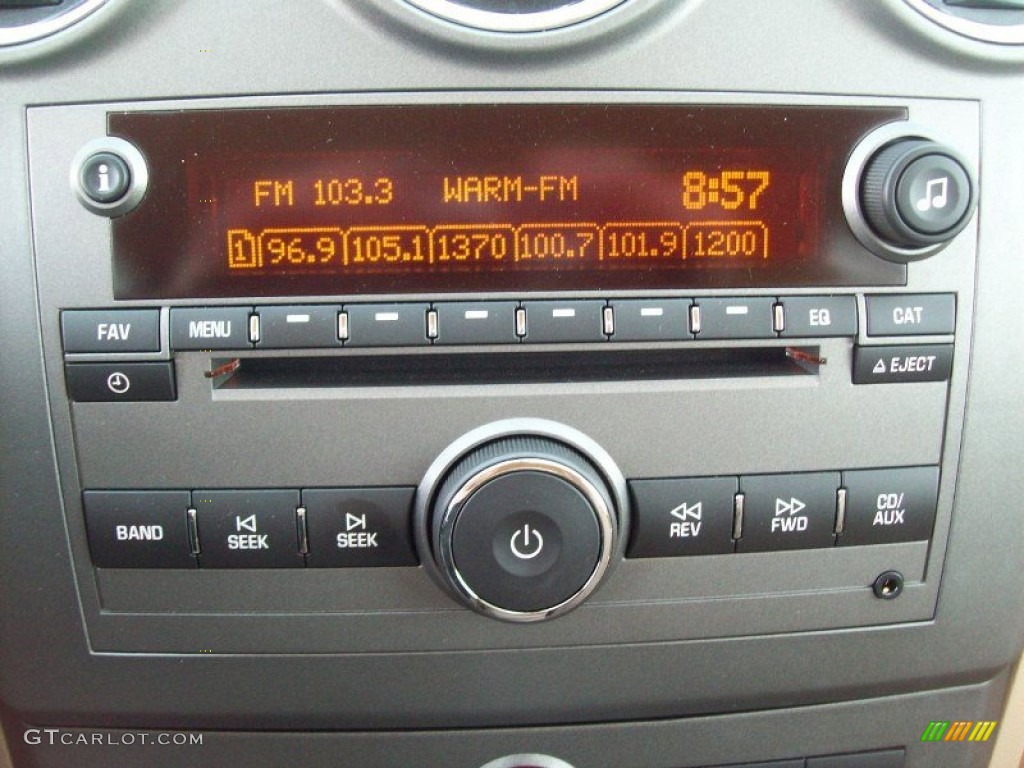 i
FM 103.3 WARM-FM 8:57
1 96.9 105.1 1370 100.7 101.9 1200
FAV MENU EQ CAT
EJECT
BAND SEEK SEEK REV FWD CD/
AUX
GTCARLOT.COM